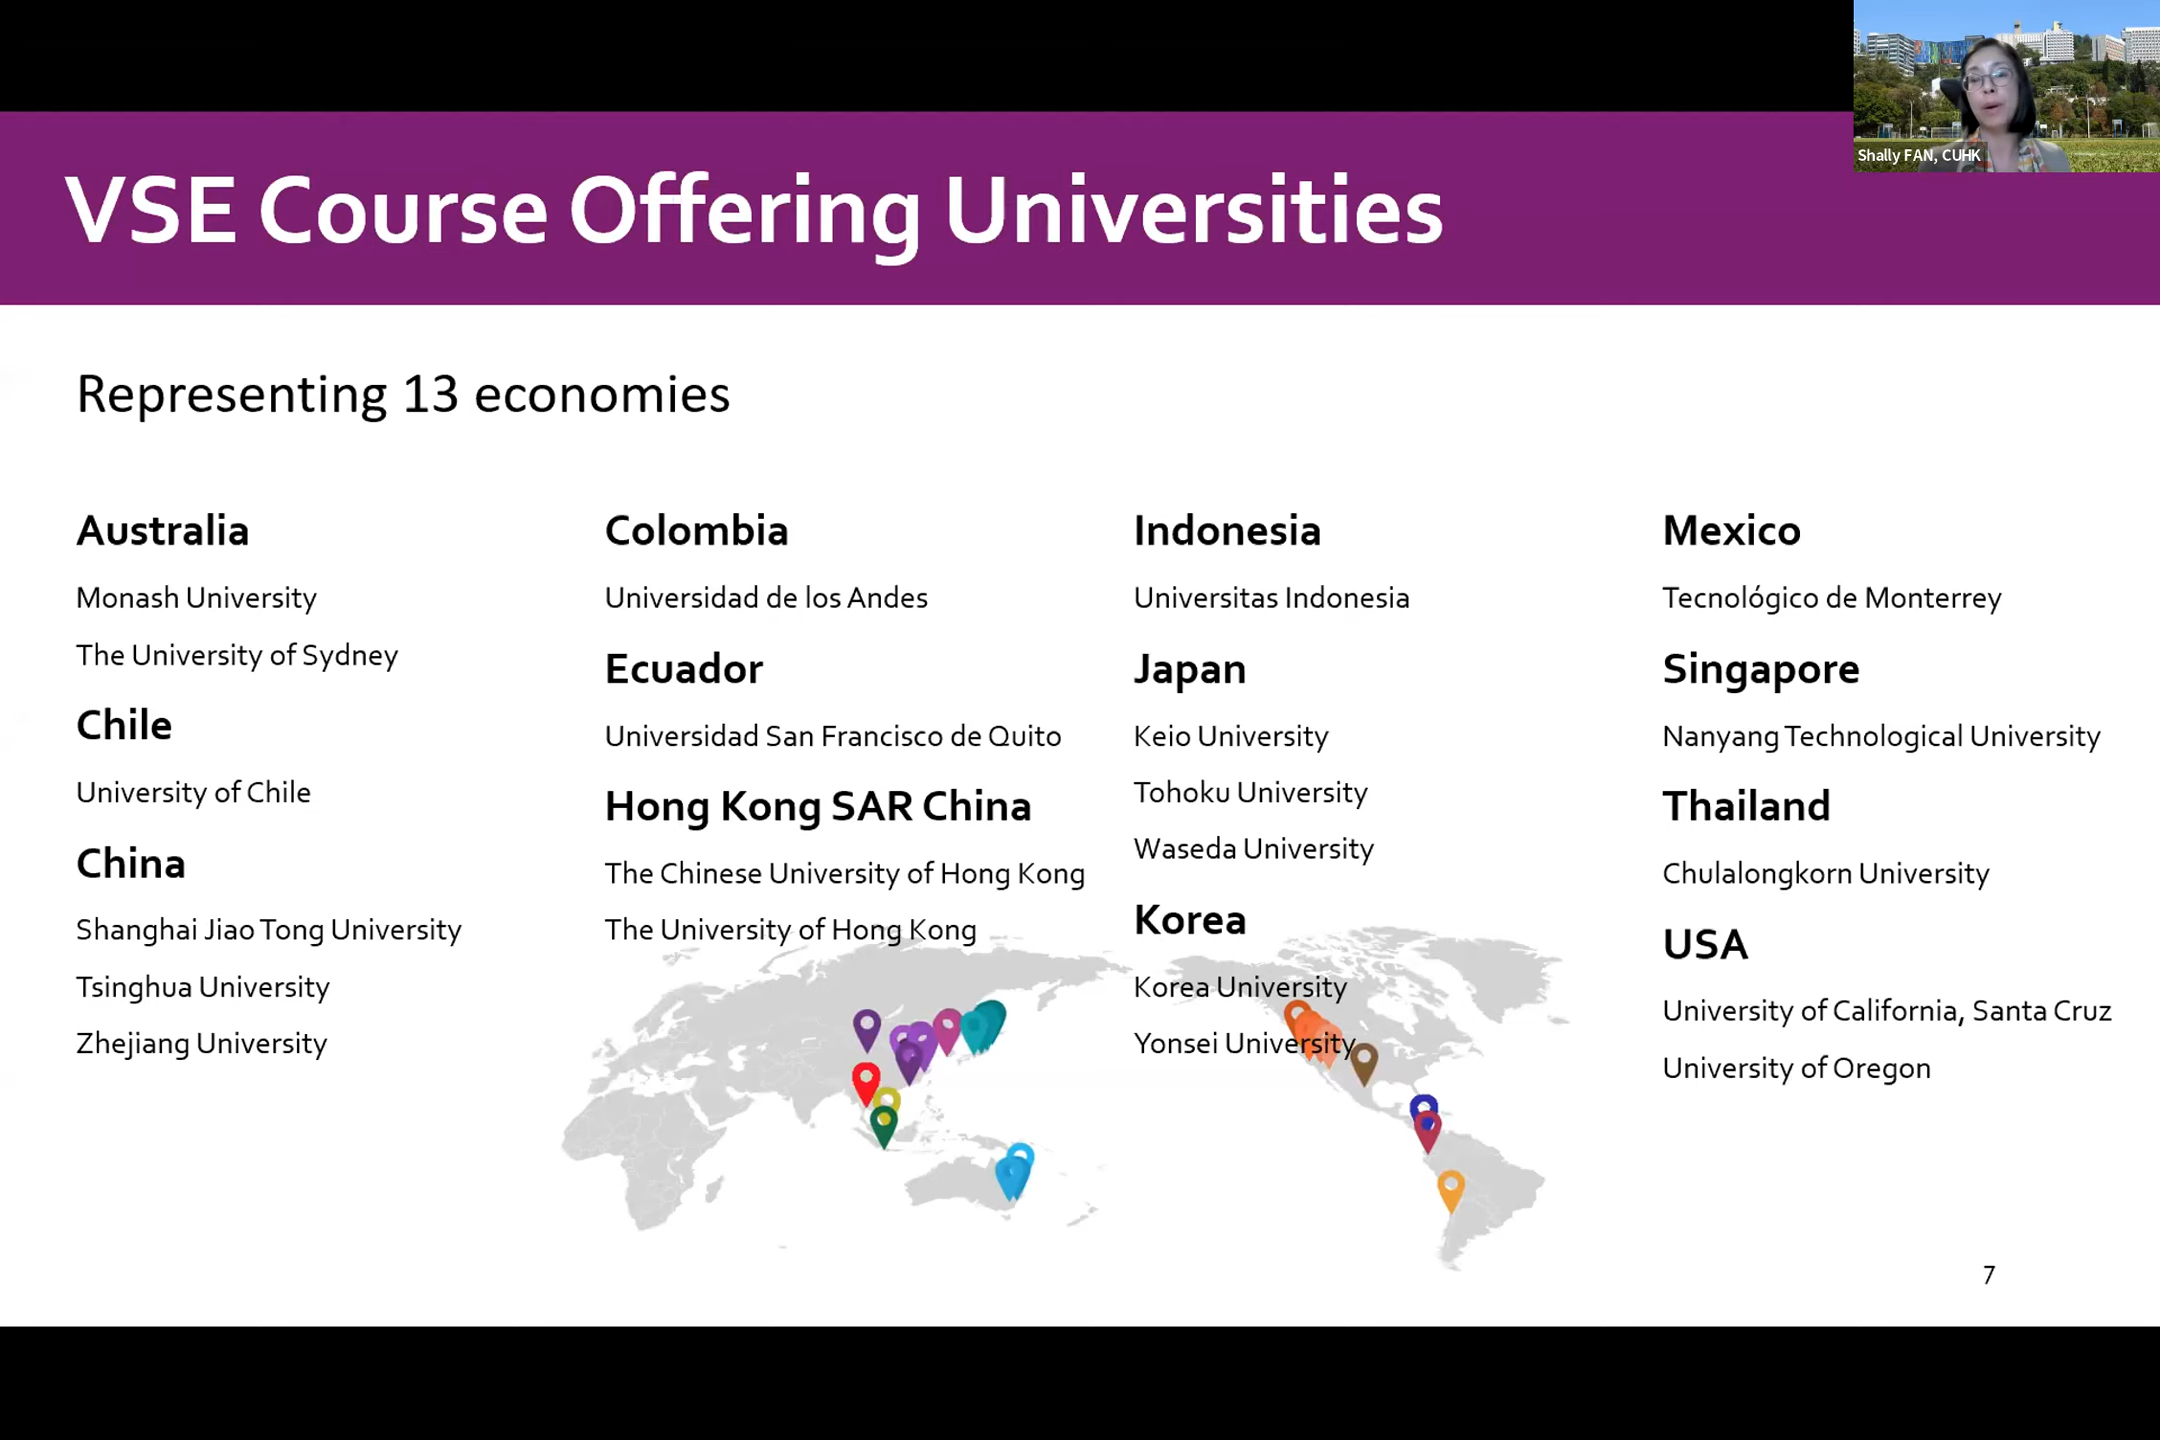 Shally FAN, CUHK
VSE Course Offering Universities
Representing 13 economies
Australia
Monash University
The University of Sydney
Chile
University of Chile
China
Shanghai Jiao Tong University
Tsinghua University
Zhejiang University
Colombia
Universidad de los Andes
Ecuador
Universidad San Francisco de Quito
Hong Kong SAR China
The Chinese University of Hong Kong
The University of Hong Kong
Indonesia
Universitas Indonesia
Japan
Keio University
Tohoku University
Waseda University
Korea
Korea University
Yonsei University
Mexico
Tecnológico de Monterrey
Singapore
Nanyang Technological University
Thailand
Chulalongkorn University
USA
University of California, Santa Cruz
University of Oregon
7